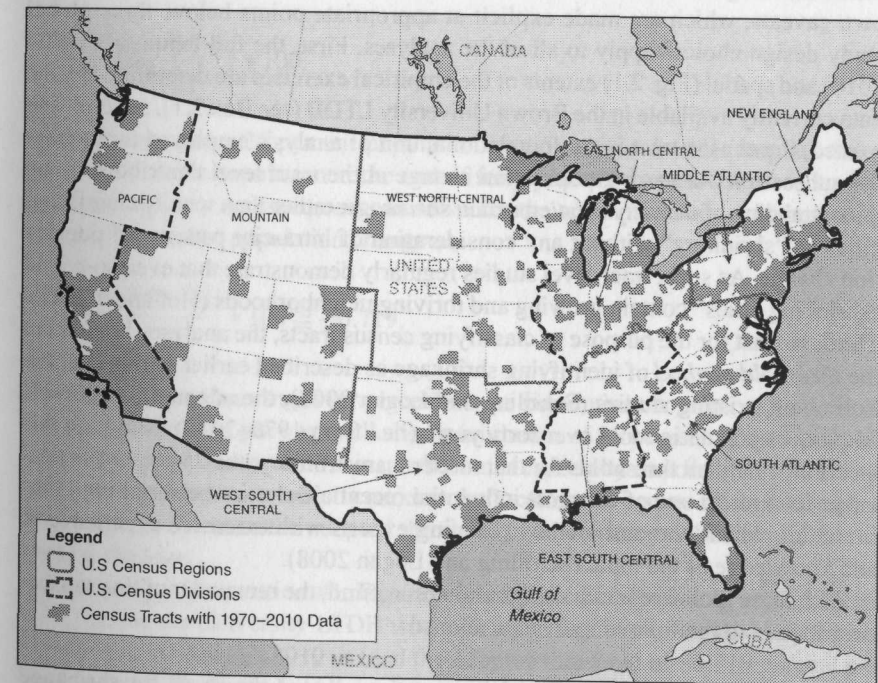 CANADA
NEW ENGLAND
EAST NORTH CENTRAL
MIDDLE ATLANTIC
PACIFIC
MOUNTAIN
WEST NORTH CENTRAL
UNITED
STATES
SOUTH ATLANTIC
WEST SOUTH
CENTRAL
EAST SOUTH CENTRAL
Legend
U.S Census Regions
U.S. Census Divisions
Census Tracts with 1970–2010 Data
Gulf of
Mexico
CUBA
MEXICO